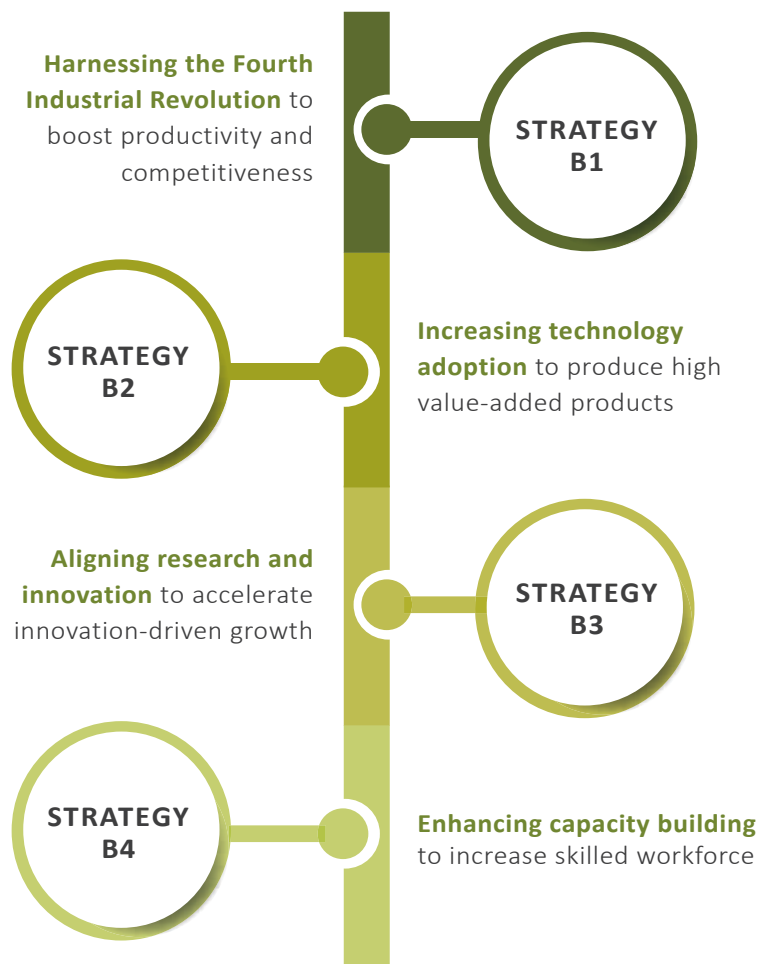 Harnessing the Fourth
Industrial Revolution to
boost productivity and
competitiveness
STRATEGY
B1
STRATEGY
B2
Increasing technology
adoption to produce high
value-added products
Aligning research and
innovation to accelerate
innovation-driven growth
STRATEGY
B3
STRATEGY
B4
Enhancing capacity building
to increase skilled workforce